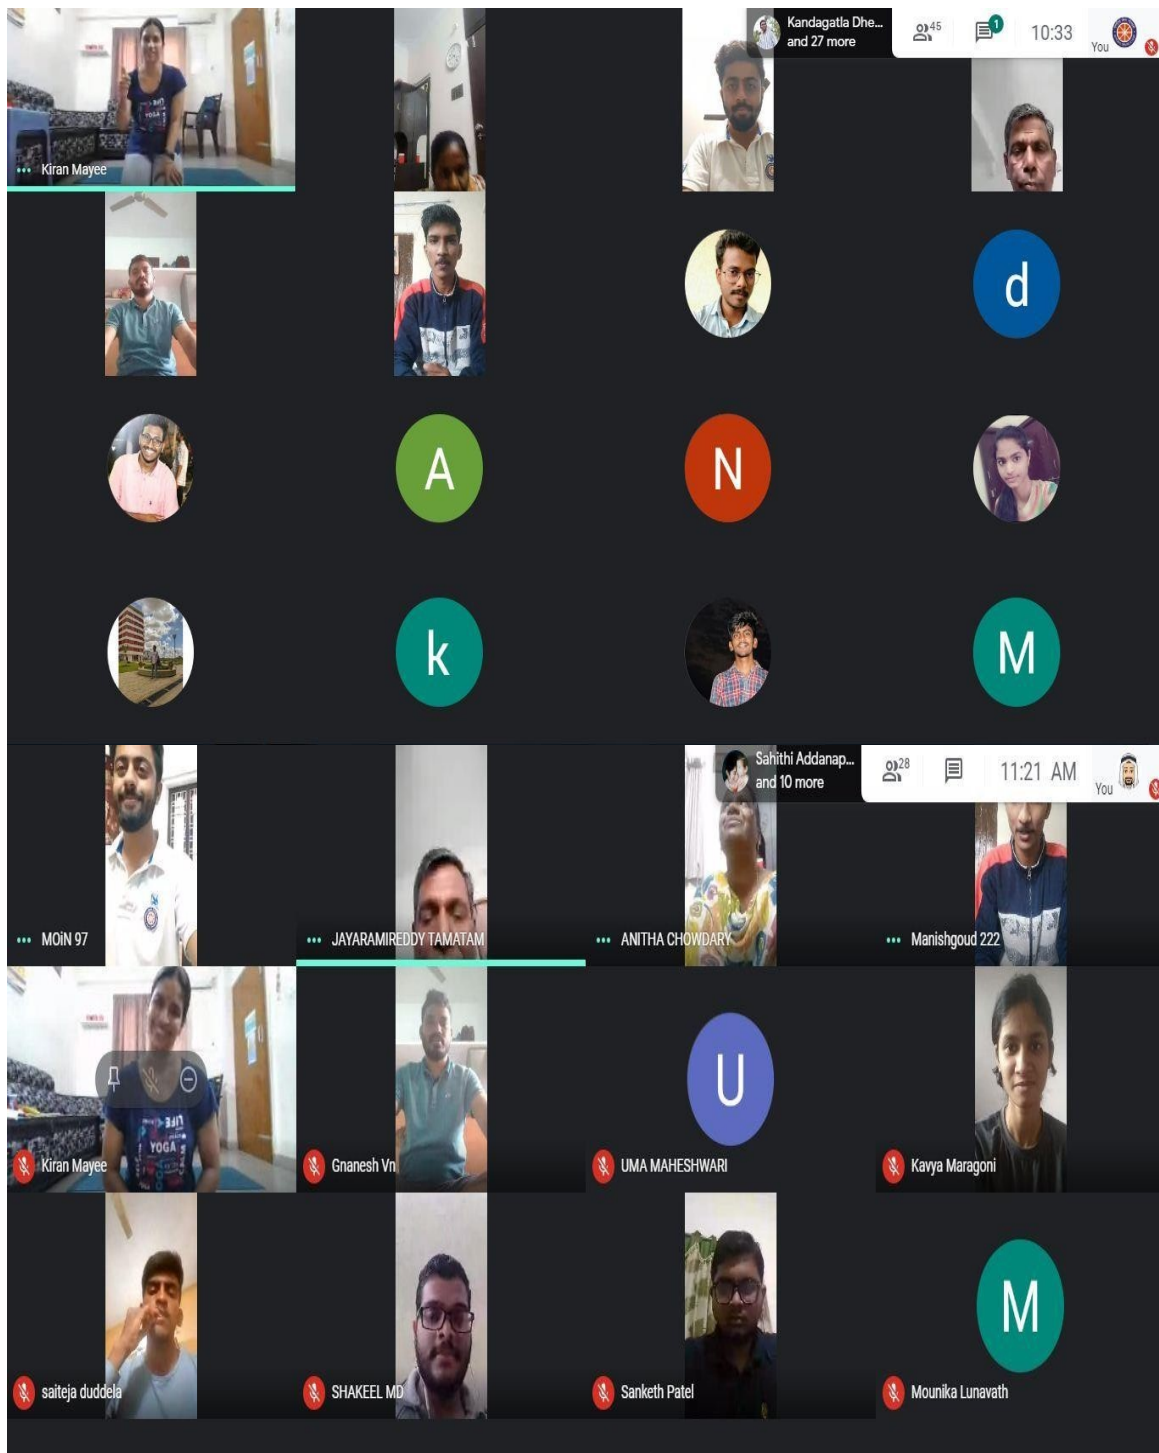 Kandagatla Dhe...
and 27 more
45
1
10:33
You
Kiran Mayee
d
A
N
k
M
Sahithi Addanap...
and 10 more
28
11:21 AM
You
MOiN 97
JAYARAMIREDDY TAMATAM
ANITHA CHOWDARY
Manishgoud 222
LIFE
YOGA
U
Kiran Mayee
Gnanesh Vn
UMA MAHESHWARI
Kavya Maragoni
M
saiteja duddela
SHAKEEL MD
Sanketh Patel
Mounika Lunavath